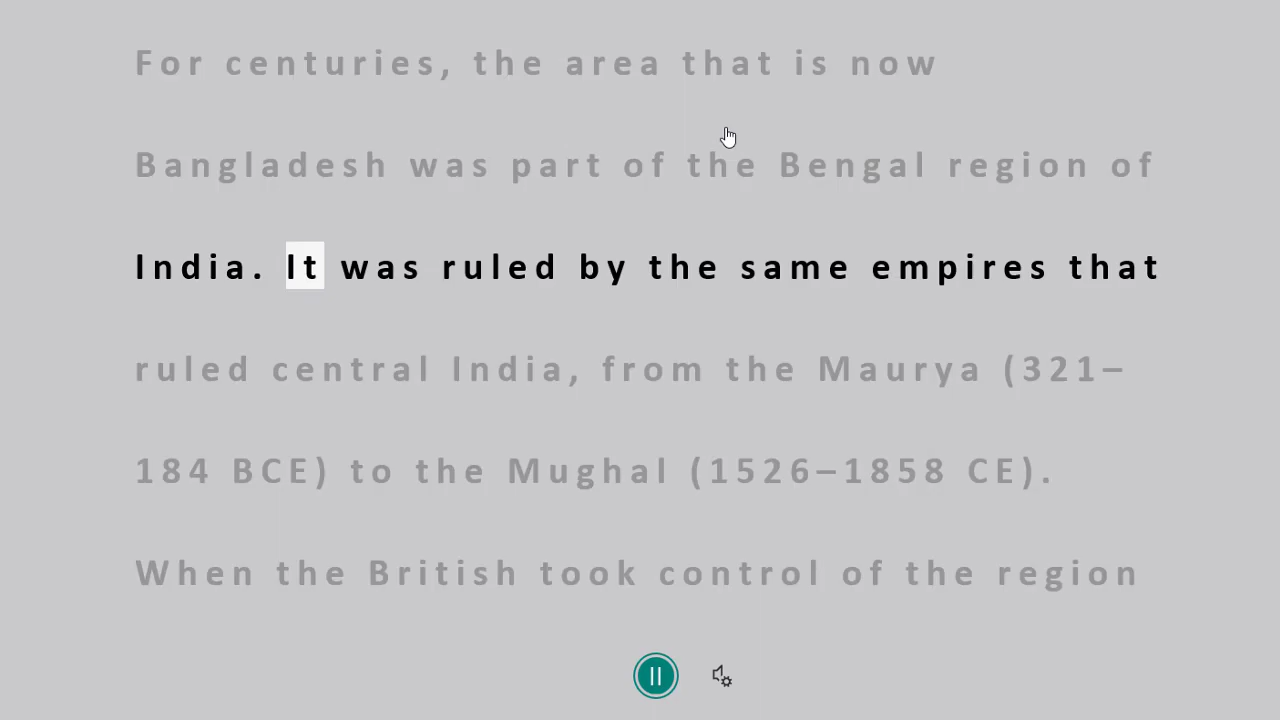 For centuries, the area that is now
Bangladesh was part of the Bengal region of
India. It was ruled by the same empires that
ruled central India, from the Maurya (321–
184 BCE) to the Mughal (1526–1858 CE).
When the British took control of the region